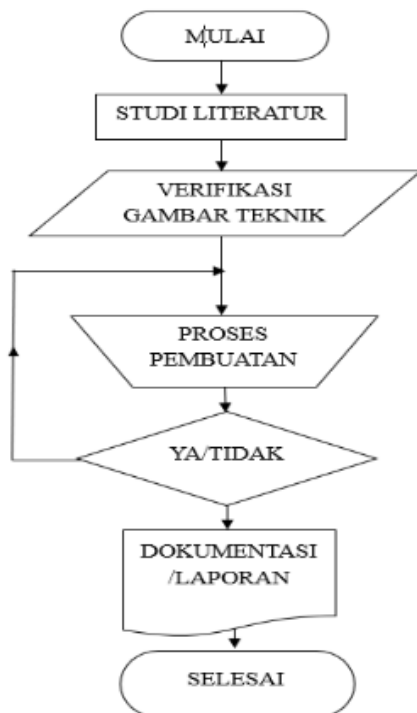 MULAI
STUDI LITERATUR
VERIFIKASI
GAMBAR TEKNIK
PROSES
PEMBUATAN
YA/TIDAK
DOKUMENTASI
/LAPORAN
SELESAI